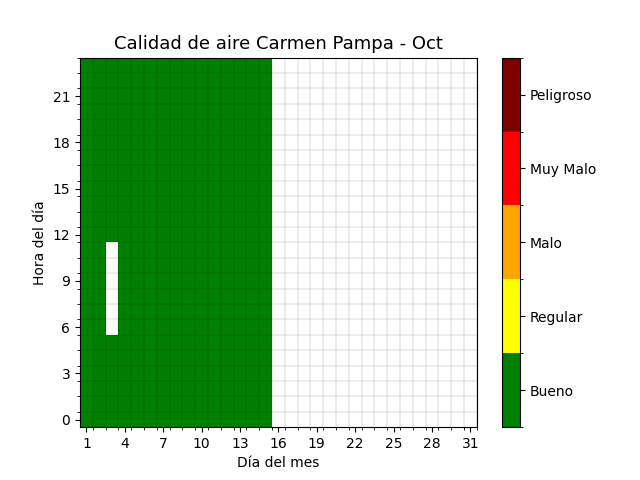 Calidad de aire Carmen Pampa - Oct
Hora del día
21
18
15
12
9
6
3
0
1 4 7 10 13 16 19 22 25 28 31
Día del mes
Peligroso
Muy Malo
Malo
Regular
Bueno